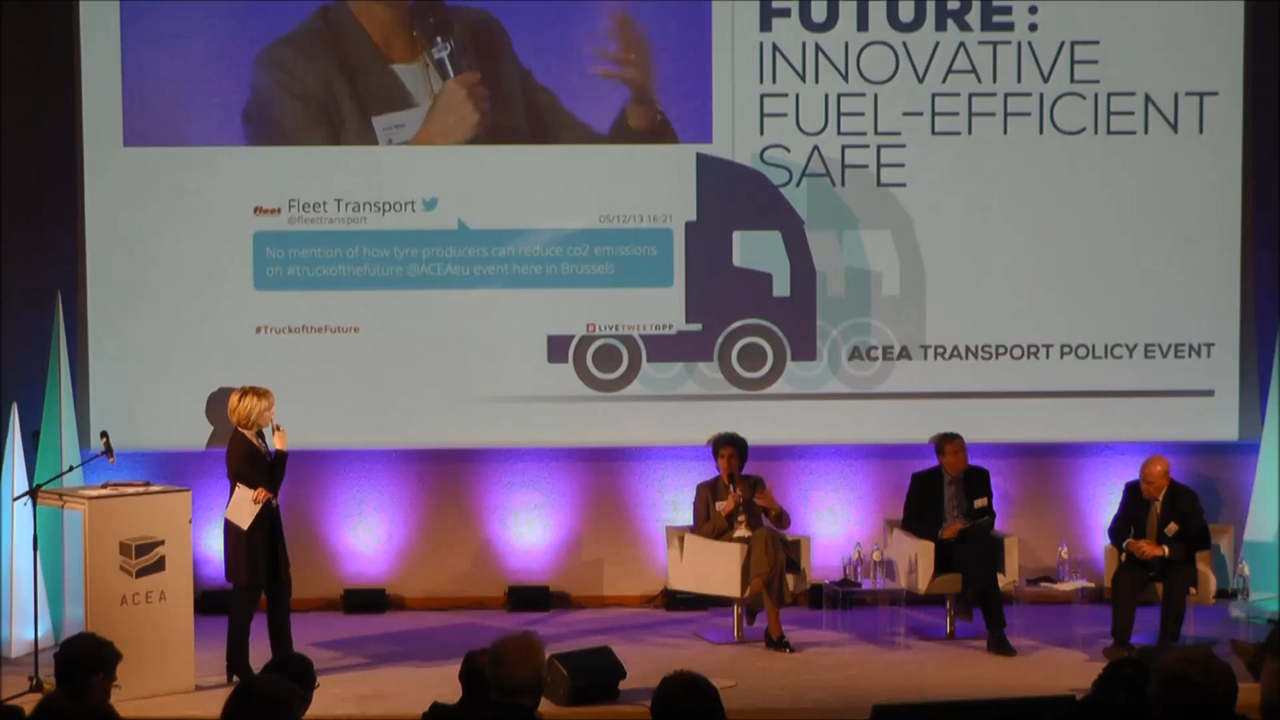 FUTURE:
INNOVATIVE
FUEL-EFFICIENT
SAFE
fleet Fleet Transport
@fleettransport
05/12/13 16:21
No mention of how tyre producers can reduce co2 emissions
on #truckofthefuture @ACEAeu event here in Brussels
#TruckoftheFuture
LIVETWEETAPP
ACEA TRANSPORT POLICY EVENT
ACEA